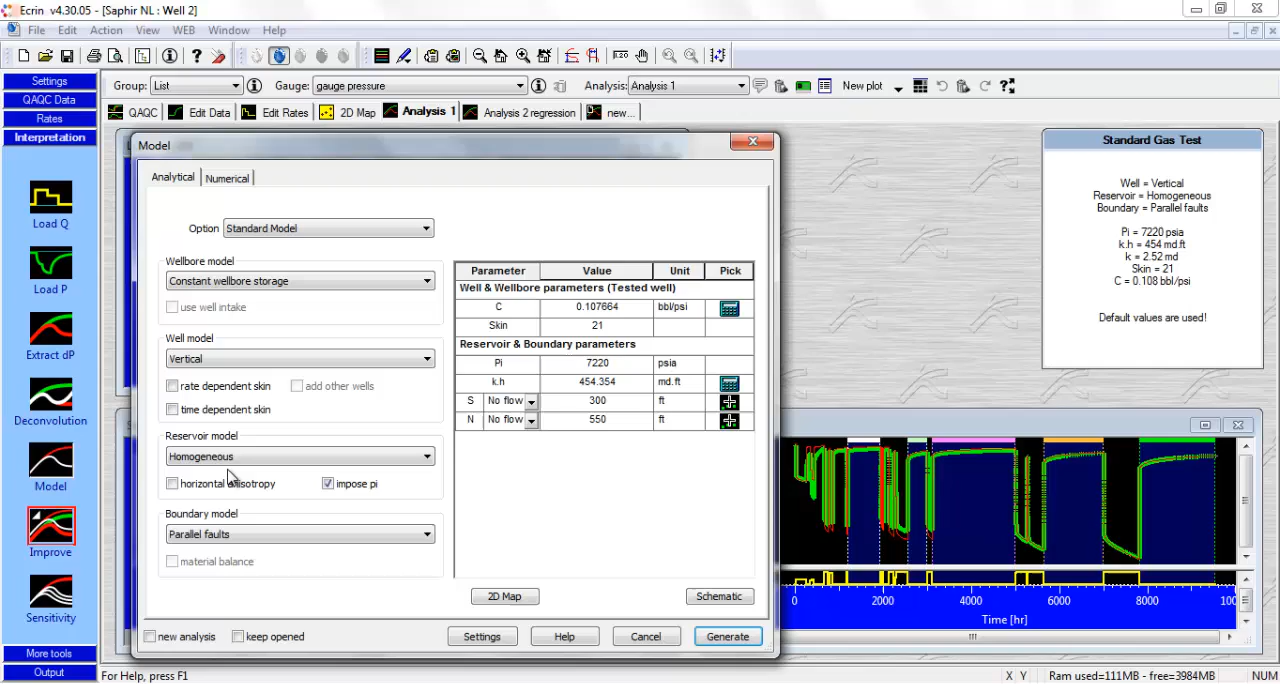 Ecrin v4.30.05 - [Saphir NL : Well 2]
File Edit Action View WEB Window Help
Settings
QAQC Data
Rates
Interpretation
Load Q
Load P
Extract dP
Deconvolution
Model
Improve
Sensitivity
More tools
Output
Group: List Gauge: gauge pressure Analysis: Analysis 1 New plot
QAQC Edit Data Edit Rates 2D Map Analysis 1 Analysis 2 regression new...
Model
Analytical Numerical
Option Standard Model
Wellbore model
Constant wellbore storage
use well intake
Well model
Vertical
rate dependent skin add other wells
time dependent skin
Reservoir model
Homogeneous
horizontal anisotropy impose pi
Boundary model
Parallel faults
material balance
Parameter Value Unit Pick
Well & Wellbore parameters (Tested well)
C 0.107664 bbl/psi
Skin 21
Reservoir & Boundary parameters
Pi 7220 psia
k.h 454.354 md.ft
S No flow 300 ft
N No flow 550 ft
2D Map Schematic
new analysis keep opened Settings Help Cancel Generate
Standard Gas Test
Well = Vertical
Reservoir = Homogeneous
Boundary = Parallel faults
Pi = 7220 psia
k.h = 454 md.ft
k = 2.52 md
Skin = 21
C = 0.108 bbl/psi
Default values are used!
0 2000 4000 6000 8000
Time [hr]
For Help, press F1
X Y Ram used=111MB - free=3984MB NUM